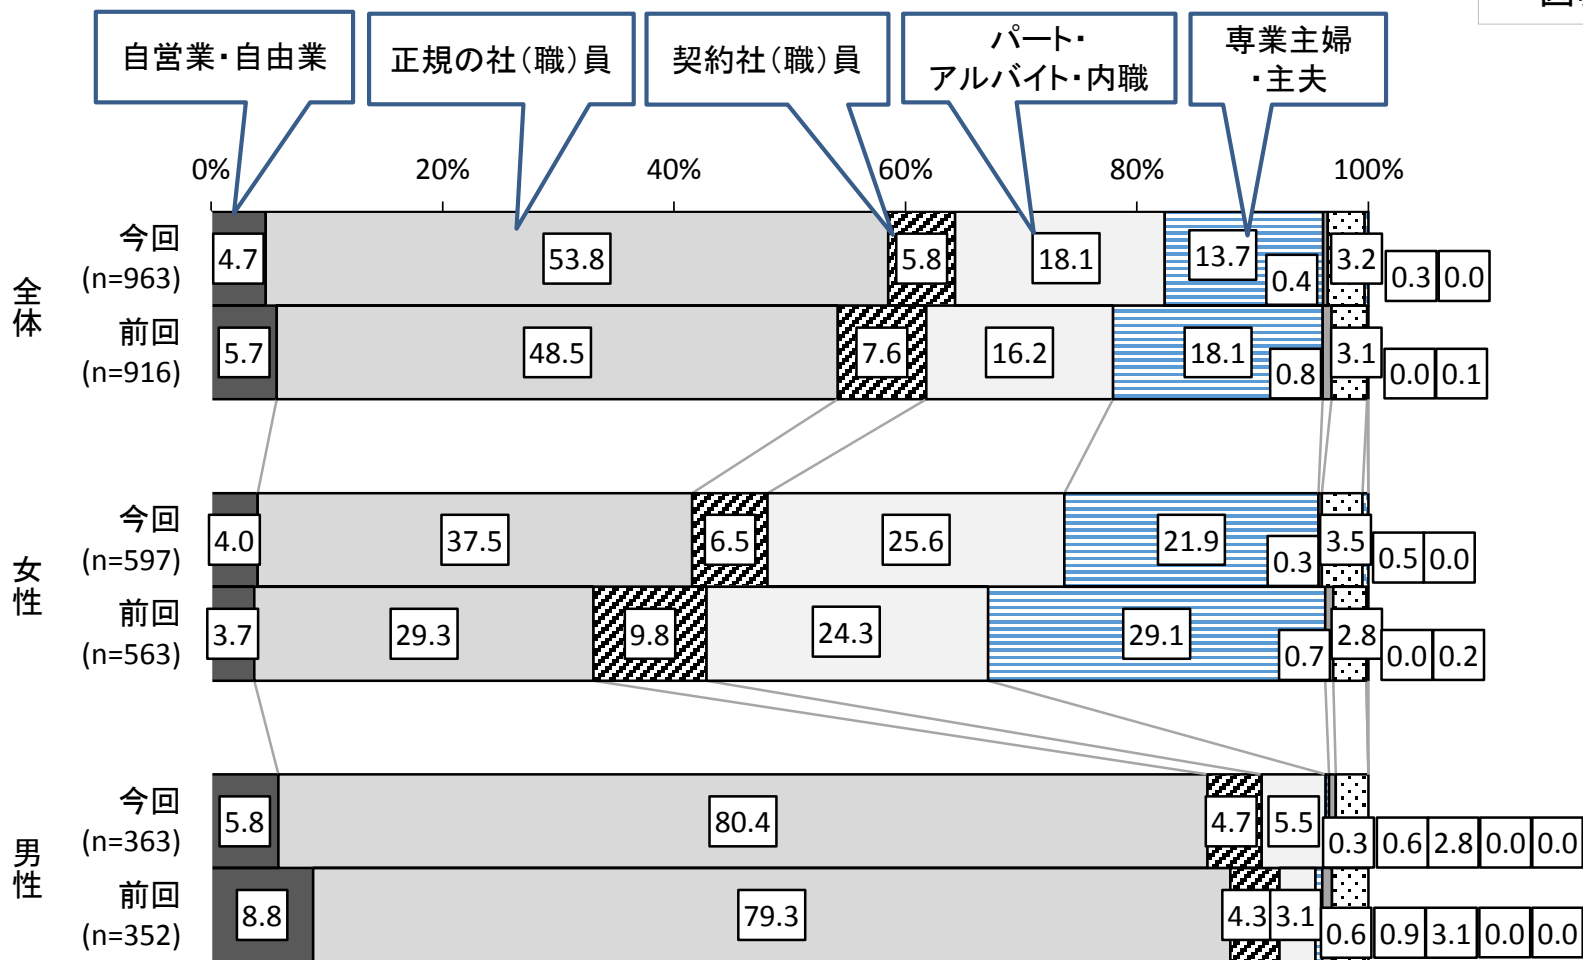 自営業・自由業
正規の社(職)員
契約社(職)員
パート・
アルバイト・内職
専業主婦
・主夫
0% 20% 40% 60% 80% 100%
全体
今回
(n=963)
4.7 53.8 5.8 18.1 13.7 0.4 3.2 0.3 0.0
前回
(n=916)
5.7 48.5 7.6 16.2 18.1 0.8 3.1 0.0 0.1
女性
今回
(n=597)
4.0 37.5 6.5 25.6 21.9 0.3 3.5 0.5 0.0
前回
(n=563)
3.7 29.3 9.8 24.3 29.1 0.7 2.8 0.0 0.2
男性
今回
(n=363)
5.8 80.4 4.7 5.5 0.3 0.6 2.8 0.0 0.0
前回
(n=352)
8.8 79.3 4.3 3.1 0.6 0.9 3.1 0.0 0.0